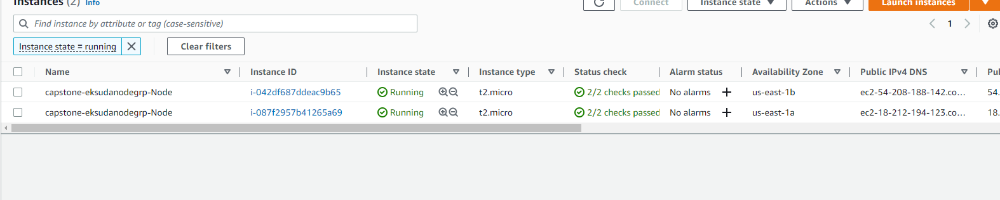 Instances (2) Info
Connect
Instance state
Actions
Launch instances
Find instance by attribute or tag (case-sensitive)
1
Instance state = running
Clear filters
Name Instance ID Instance state Instance type Status check Alarm status Availability Zone Public IPv4 DNS Pu
capstone-eksudanodegrp-Node i-042df687ddeac9b65 Running t2.micro 2/2 checks passed No alarms + us-east-1b ec2-54-208-188-142.co... 54.
capstone-eksudanodegrp-Node i-087f2957b41265a69 Running t2.micro 2/2 checks passed No alarms + us-east-1a ec2-18-212-194-123.co... 18.